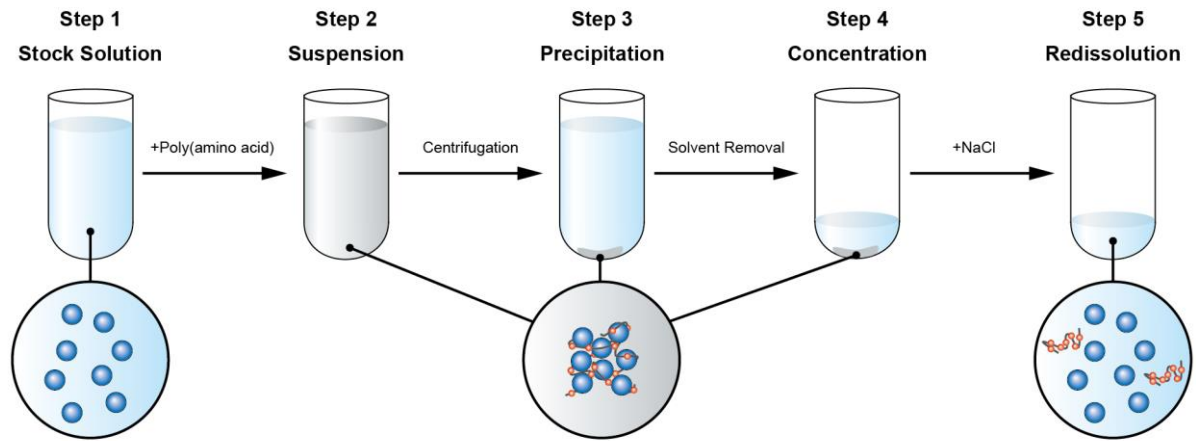 Step 1
Stock Solution
Step 2
Suspension
Step 3
Precipitation
Step 4
Concentration
Step 5
Redissolution
+Poly(amino acid)
Centrifugation
Solvent Removal
+NaCl